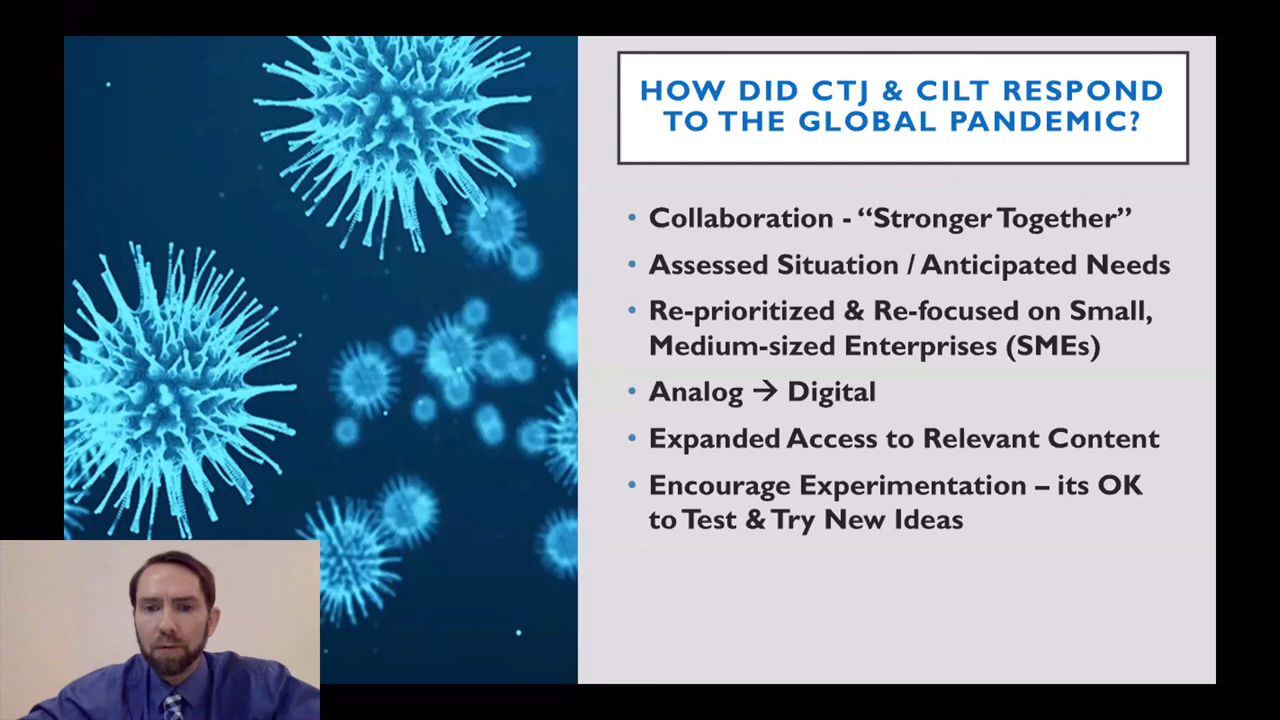 HOW DID CTJ & CILT RESPOND
TO THE GLOBAL PANDEMIC?
• Collaboration - “Stronger Together”
• Assessed Situation / Anticipated Needs
• Re-prioritized & Re-focused on Small,
Medium-sized Enterprises (SMEs)
• Analog → Digital
• Expanded Access to Relevant Content
• Encourage Experimentation – its OK
to Test & Try New Ideas